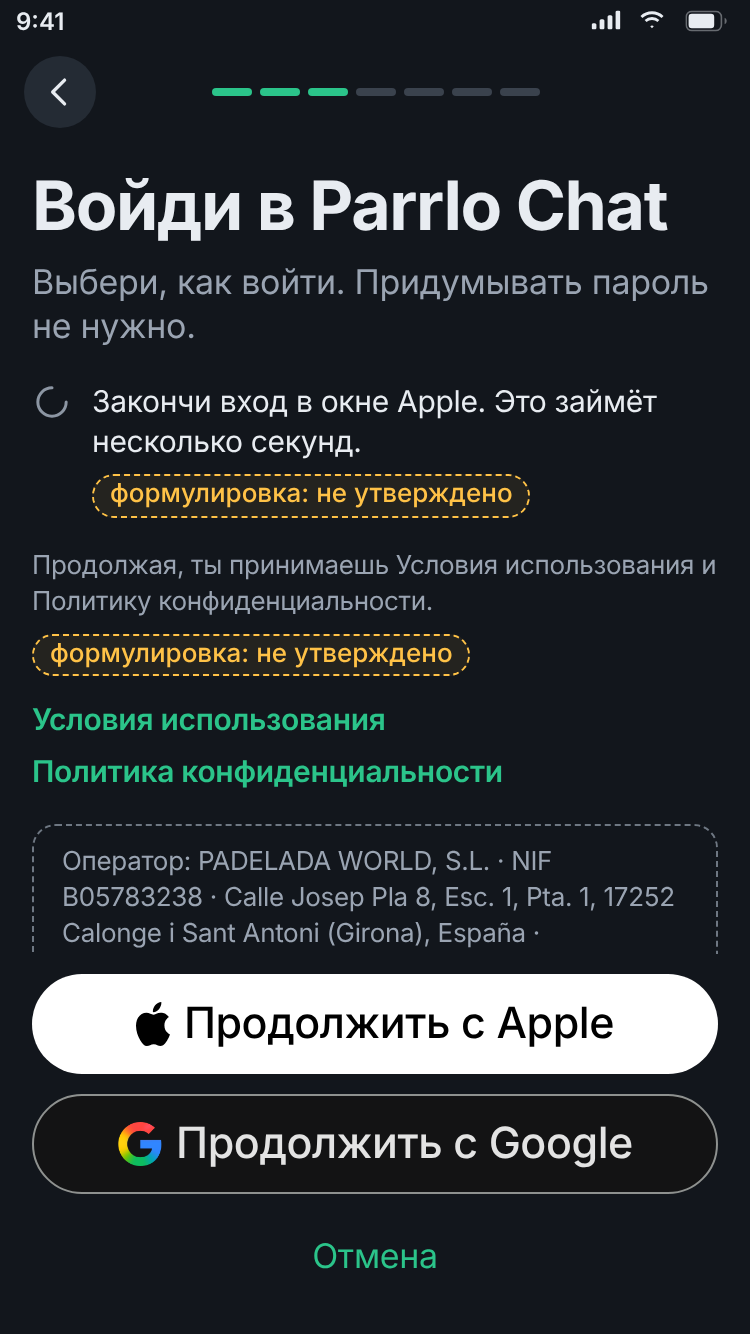 9:41
Войди в Parrlo Chat
Выбери, как войти. Придумывать пароль
не нужно.
Закончи вход в окне Apple. Это займёт
несколько секунд.
формулировка: не утверждено
Продолжая, ты принимаешь Условия использования и
Политику конфиденциальности.
формулировка: не утверждено
Условия использования
Политика конфиденциальности
Оператор: PADELADA WORLD, S.L. · NIF
B05783238 · Calle Josep Pla 8, Esc. 1, Pta. 1, 17252
Calonge i Sant Antoni (Girona), España ·
Продолжить с Apple
Продолжить с Google
Отмена